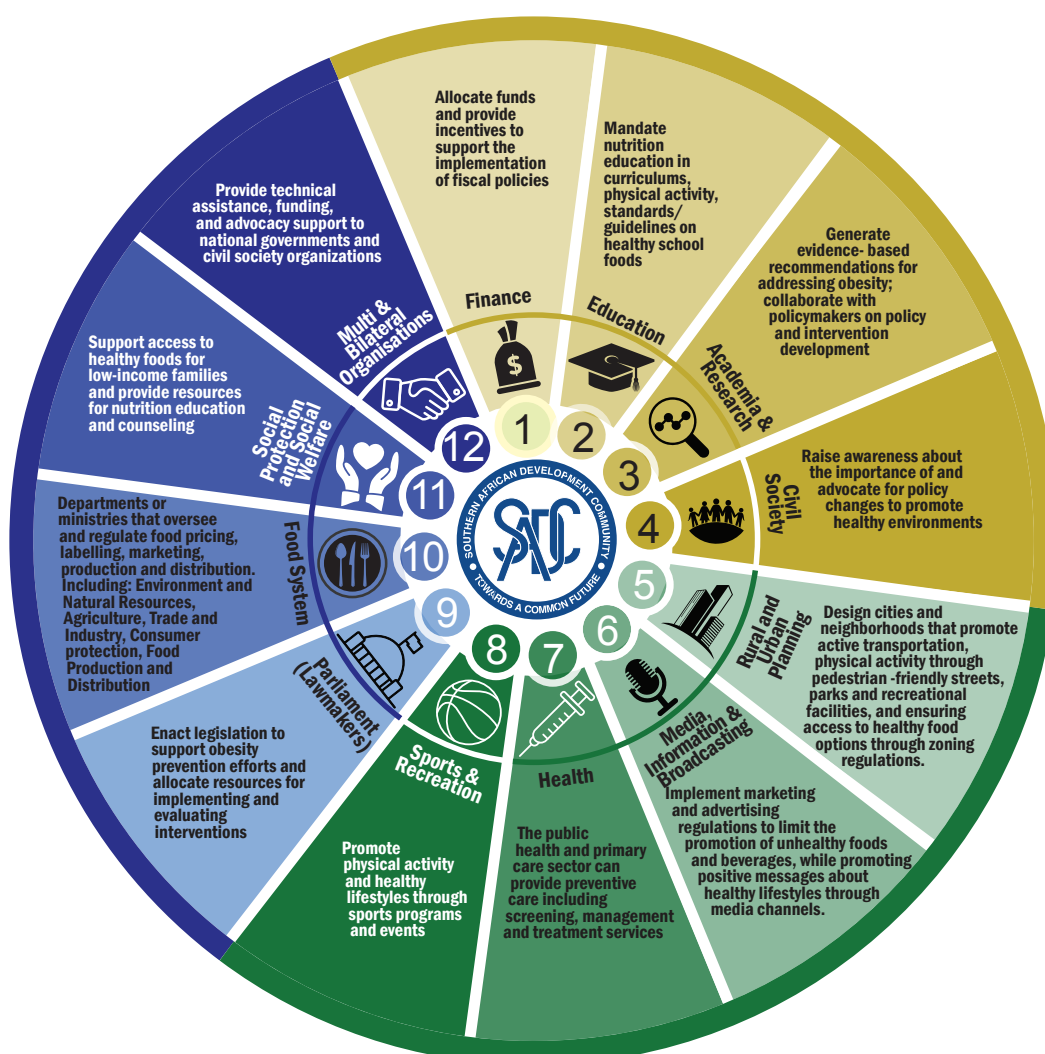 Allocate funds
and provide
incentives to
support the
implementation
of fiscal policies
Finance
1
Mandate
nutrition
education in
curriculums,
physical activity,
standards/
guidelines on
healthy school
foods
Education
2
Generate
evidence- based
recommendations for
addressing obesity;
collaborate with
policymakers on policy
and intervention
development
Academia &
Research
3
Raise awareness about
the importance of and
advocate for policy
changes to promote
healthy environments
Civil
Society
4
Design cities and
neighborhoods that promote
active transportation,
physical activity through
pedestrian -friendly streets,
parks and recreational
facilities, and ensuring
access to healthy food
options through zoning
regulations.
Rural and
Urban
Planning
5
Media,
Information &
Broadcasting
Implement marketing
and advertising
regulations to limit the
promotion of unhealthy foods
and beverages, while promoting
positive messages about
healthy lifestyles through
media channels.
6
Health
The public
health and primary
care sector can
provide preventive
care including
screening, management
and treatment services
7
Sports &
Recreation
Promote
physical activity
and healthy
lifestyles through
sports programs
and events
8
Parliament
(Lawmakers)
Enact legislation to
support obesity
prevention efforts and
allocate resources for
implementing and
evaluating
interventions
9
Food System
Departments or
ministries that oversee
and regulate food pricing,
labelling, marketing,
production and distribution.
Including: Environment and
Natural Resources,
Agriculture, Trade and
Industry, Consumer
protection, Food
Production and
Distribution
10
Social
Protection
and Social
Welfare
Support access to
healthy foods for
low-income families
and provide resources
for nutrition education
and counseling
11
Multi &
Bilateral
Organisations
Provide technical
assistance, funding,
and advocacy support to
national governments and
civil society organizations
12
SOUTHERN AFRICAN DEVELOPMENT COMMUNITY
SADC
TOWARDS A COMMON FUTURE
$